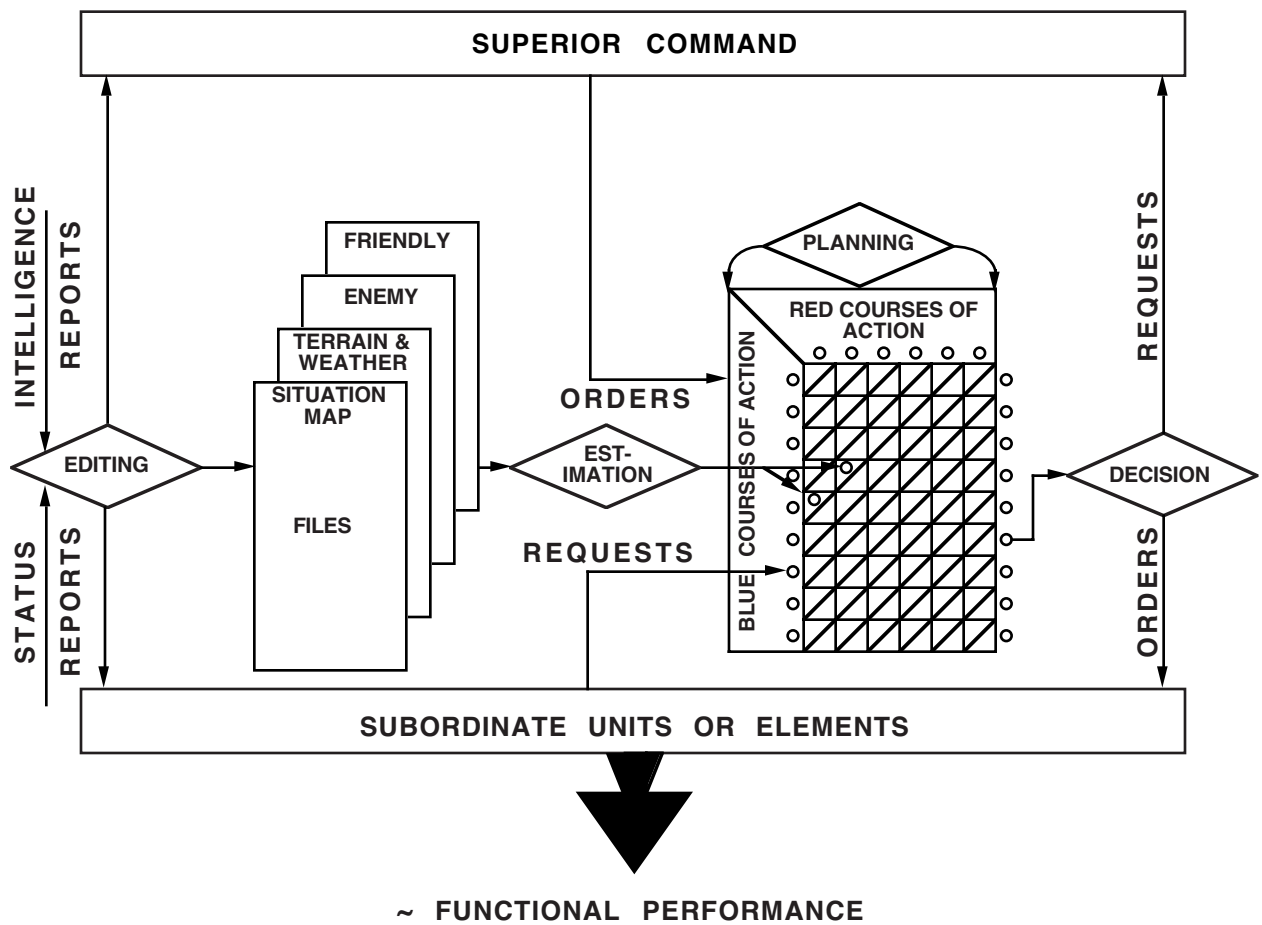 SUPERIOR COMMAND
INTELLIGENCE
REPORTS
FRIENDLY
ENEMY
TERRAIN &
WEATHER
SITUATION
MAP
FILES
EDITING
STATUS
REPORTS
ORDERS
EST-
IMATION
REQUESTS
PLANNING
RED COURSES OF
ACTION
BLUE COURSES OF ACTION
REQUESTS
DECISION
ORDERS
SUBORDINATE UNITS OR ELEMENTS
~ FUNCTIONAL PERFORMANCE